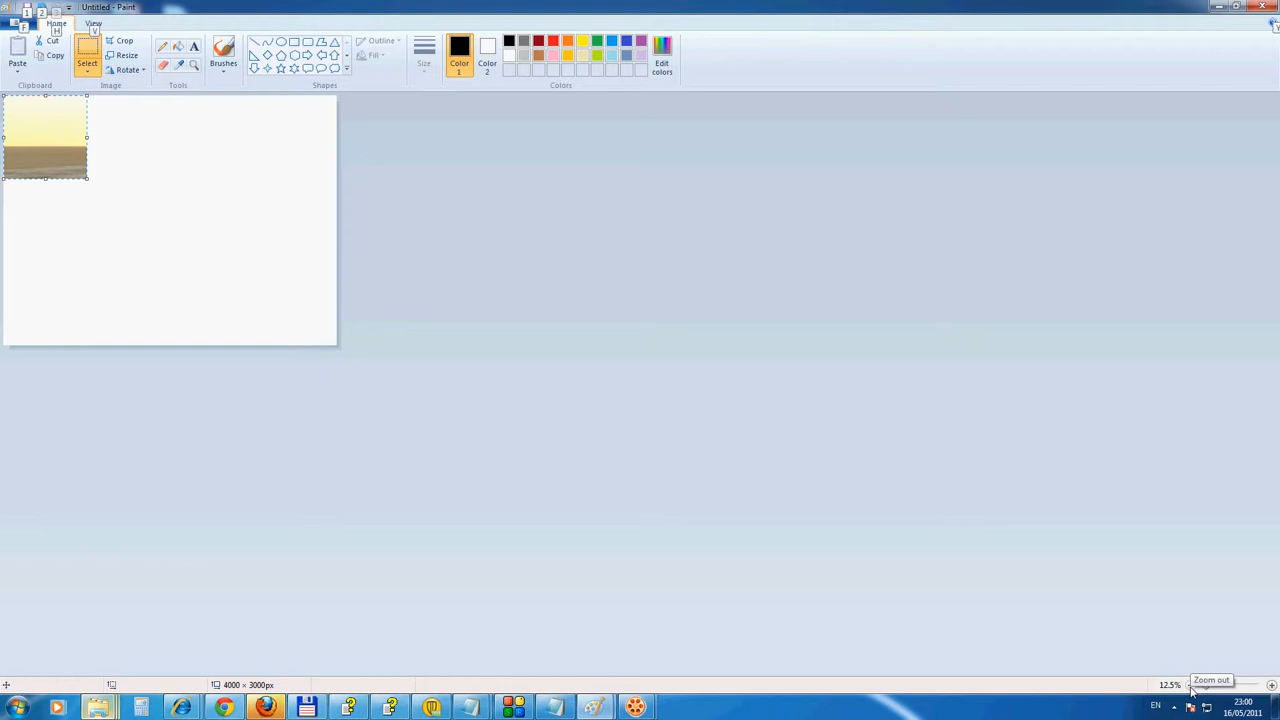 Untitled - Paint
1 2
F Home View
H V
Paste
Cut
Copy
Clipboard
Select
Crop
Resize
Rotate
Image
A
Tools
Brushes
Outline
Fill
Shapes
Size
Color
1
Color
2
Edit
colors
Colors
4000 × 3000px
12.5%
Zoom out
EN
23:00
16/05/2011